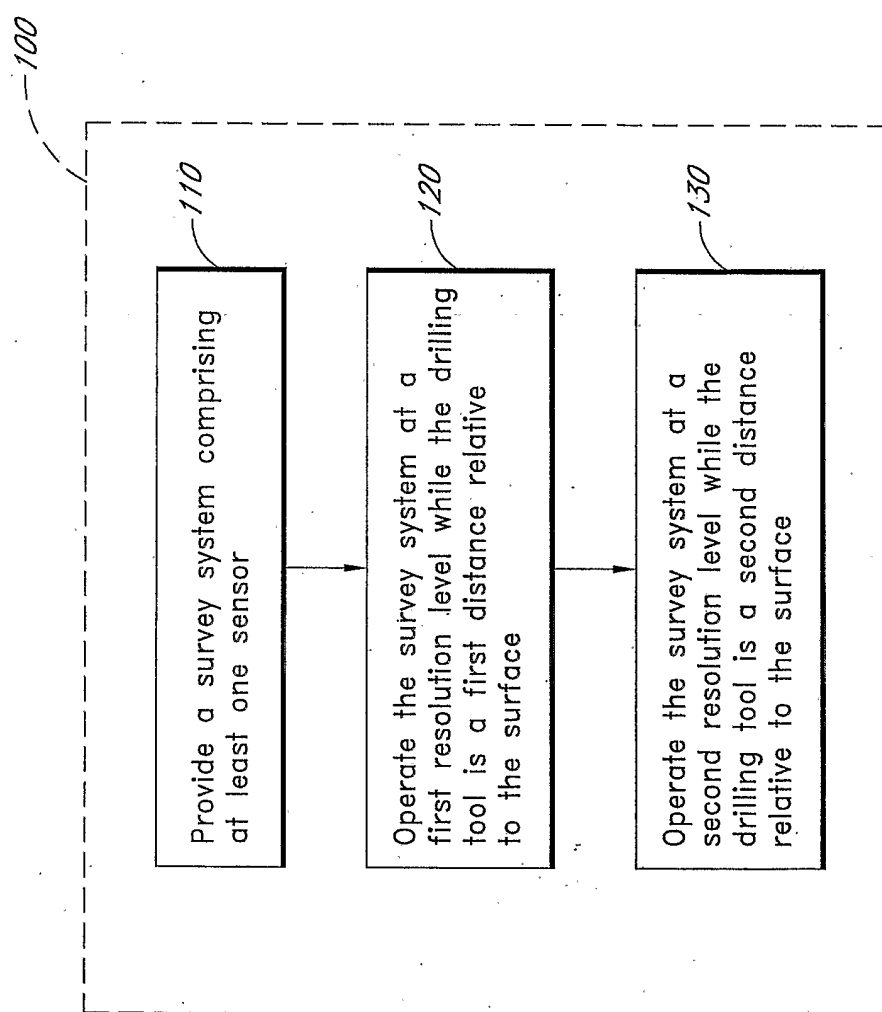 100
110
Provide a survey system comprising
at least one sensor
120
Operate the survey system at a
first resolution level while the drilling
tool is a first distance relative
to the surface
130
Operate the survey system at a
second resolution level while the
drilling tool is a second distance
relative to the surface